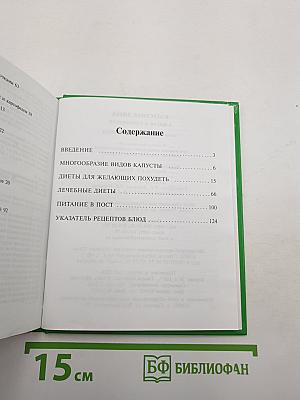 63
Содержание
ВВЕДЕНИЕ 3
МНОГООБРАЗИЕ ВИДОВ КАПУСТЫ 6
ДИЕТЫ ДЛЯ ЖЕЛАЮЩИХ ПОХУДЕТЬ 15
ЛЕЧЕБНЫЕ ДИЕТЫ 66
ПИТАНИЕ В ПОСТ 100
УКАЗАТЕЛЬ РЕЦЕПТОВ БЛЮД 124
15 см
БФ БИБЛИОФАН